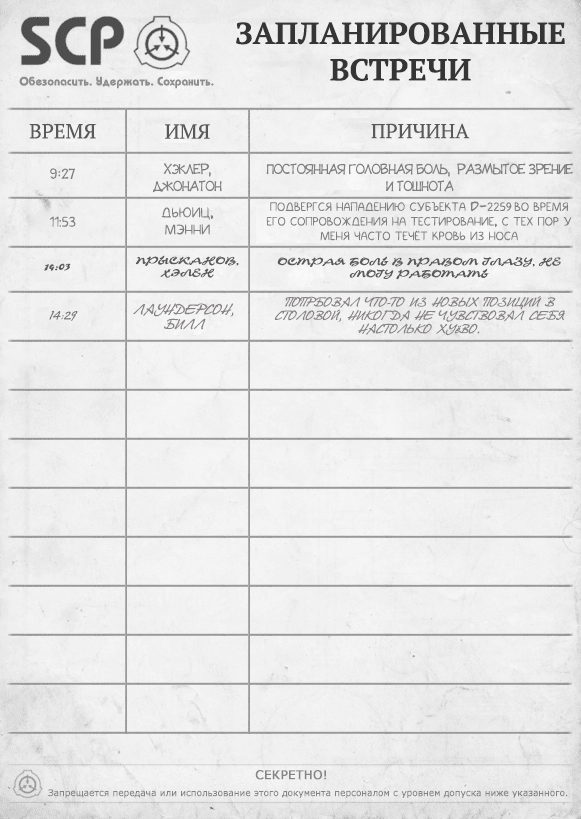 SCP
Обезопасить. Удержать. Сохранить.
ЗАПЛАНИРОВАННЫЕ
ВСТРЕЧИ
ВРЕМЯ ИМЯ ПРИЧИНА
9:27 ХЭКЛЕР, ПОСТОЯННАЯ ГОЛОВНАЯ БОЛЬ, РАЗМЫТОЕ ЗРЕНИЕ
ДЖОНАТОН И ТОШНОТА
11:53 ДЬЮИЦ, ПОДВЕРГСЯ НАПАДЕНИЮ СУБЪЕКТА D-2259 ВО ВРЕМЯ
МЭННИ ЕГО СОПРОВОЖДЕНИЯ НА ТЕСТИРОВАНИЕ, С ТЕХ ПОР У
МЕНЯ ЧАСТО ТЕЧЁТ КРОВЬ ИЗ НОСА
14:03 ПРЫСКАНОВ, ОСТРАЯ БОЛЬ В ПРАВОМ ГЛАЗУ, НЕ
ХЭЛЕН МОГУ РАБОТАТЬ
14:29 ЛАУНДЕРСОН, ПОПРБОВАЛ ЧТО-ТО ИЗ НОВЫХ ПОЗИЦИЙ В
БИЛЛ СТОЛОВОЙ, НИКОГДА НЕ ЧУВСТВОВАЛ СЕБЯ
НАСТОЛЬКО
СЕКРЕТНО!
Запрещается передача или использование этого документа персоналом с уровнем допуска ниже указанного.